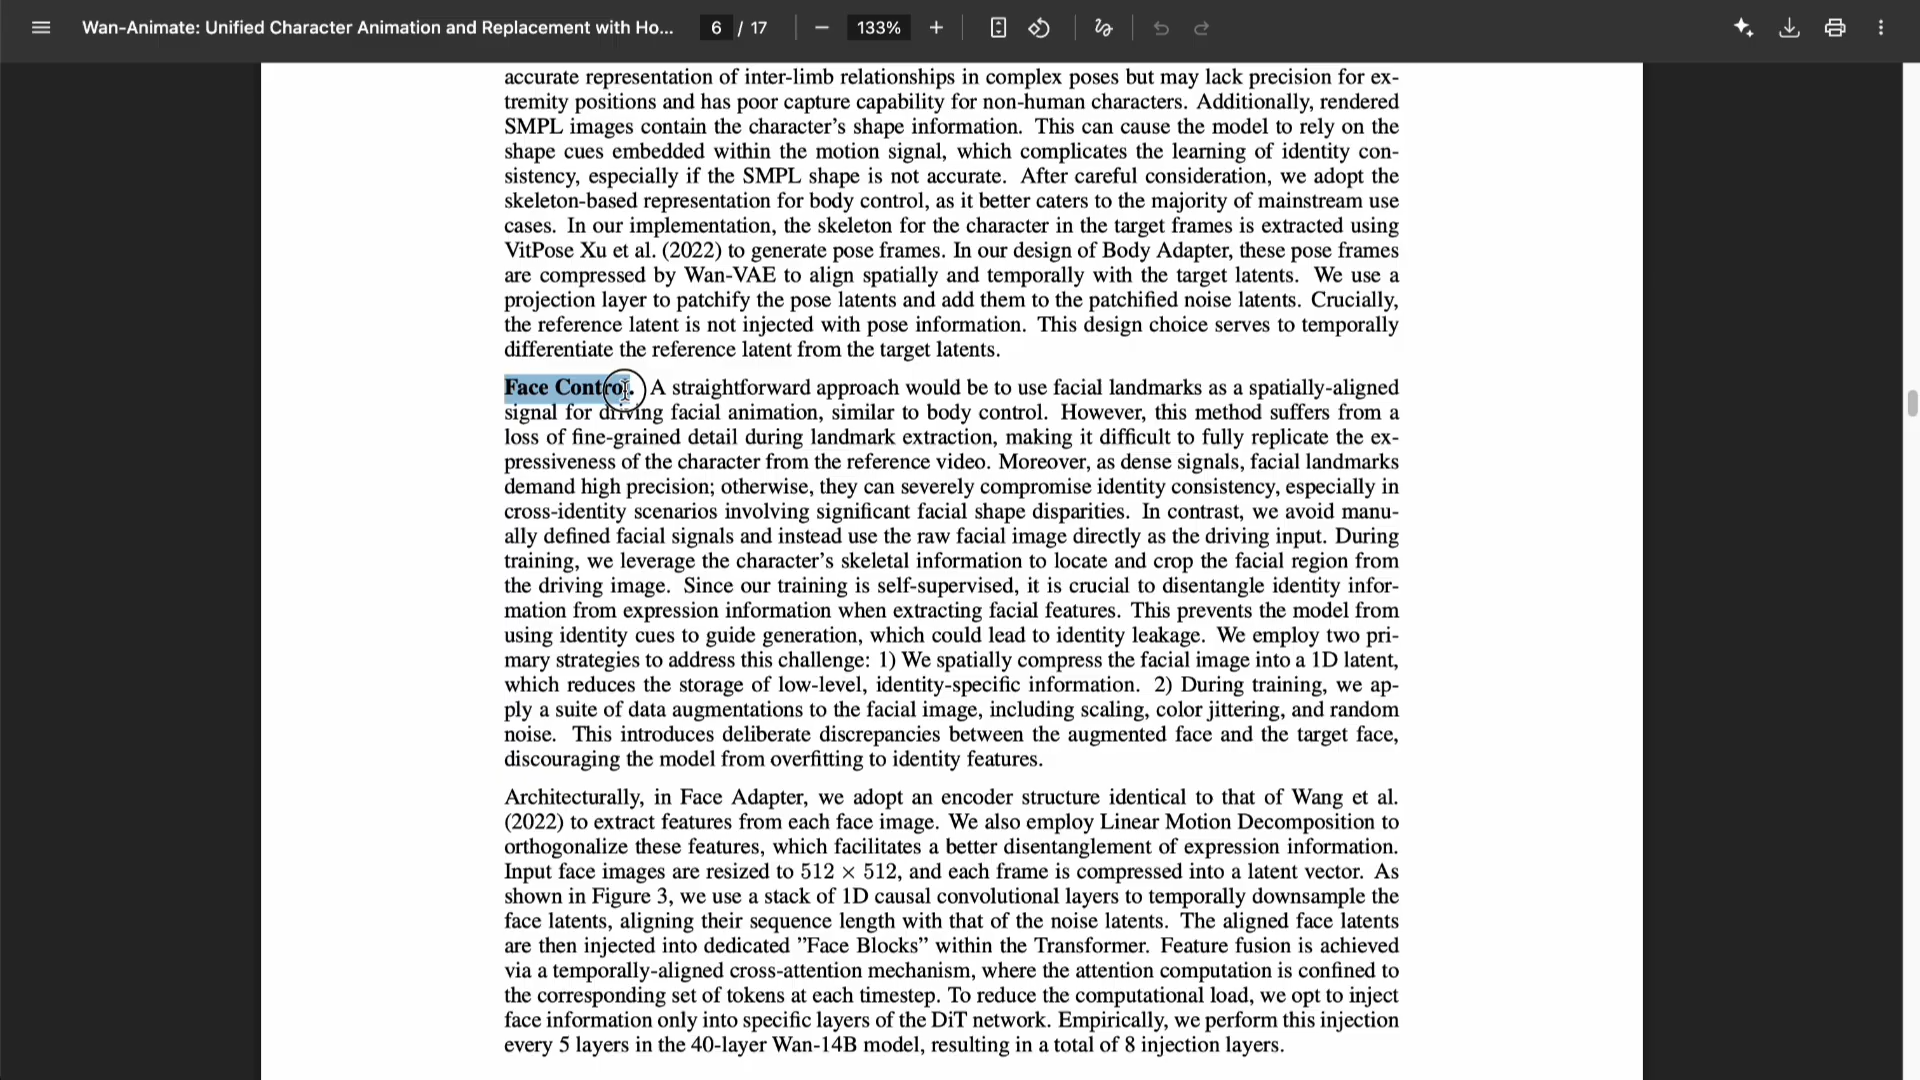 Wan-Animate: Unified Character Animation and Replacement with Ho...
6 / 17
133%
accurate representation of inter-limb relationships in complex poses but may lack precision for ex-
tremity positions and has poor capture capability for non-human characters. Additionally, rendered
SMPL images contain the character's shape information. This can cause the model to rely on the
shape cues embedded within the motion signal, which complicates the learning of identity con-
sistency, especially if the SMPL shape is not accurate. After careful consideration, we adopt the
skeleton-based representation for body control, as it better caters to the majority of mainstream use
cases. In our implementation, the skeleton for the character in the target frames is extracted using
VitPose Xu et al. (2022) to generate pose frames. In our design of Body Adapter, these pose frames
are compressed by Wan-VAE to align spatially and temporally with the target latents. We use a
projection layer to patchify the pose latents and add them to the patchified noise latents. Crucially,
the reference latent is not injected with pose information. This design choice serves to temporally
differentiate the reference latent from the target latents.
Face Control. A straightforward approach would be to use facial landmarks as a spatially-aligned
signal for driving facial animation, similar to body control. However, this method suffers from a
loss of fine-grained detail during landmark extraction, making it difficult to fully replicate the ex-
pressiveness of the character from the reference video. Moreover, as dense signals, facial landmarks
demand high precision; otherwise, they can severely compromise identity consistency, especially in
cross-identity scenarios involving significant facial shape disparities. In contrast, we avoid manu-
ally defined facial signals and instead use the raw facial image directly as the driving input. During
training, we leverage the character's skeletal information to locate and crop the facial region from
the driving image. Since our training is self-supervised, it is crucial to disentangle identity infor-
mation from expression information when extracting facial features. This prevents the model from
using identity cues to guide generation, which could lead to identity leakage. We employ two pri-
mary strategies to address this challenge: 1) We spatially compress the facial image into a 1D latent,
which reduces the storage of low-level, identity-specific information. 2) During training, we ap-
ply a suite of data augmentations to the facial image, including scaling, color jittering, and random
noise. This introduces deliberate discrepancies between the augmented face and the target face,
discouraging the model from overfitting to identity features.
Architecturally, in Face Adapter, we adopt an encoder structure identical to that of Wang et al.
(2022) to extract features from each face image. We also employ Linear Motion Decomposition to
orthogonalize these features, which facilitates a better disentanglement of expression information.
Input face images are resized to 512 × 512, and each frame is compressed into a latent vector. As
shown in Figure 3, we use a stack of 1D causal convolutional layers to temporally downsample the
face latents, aligning their sequence length with that of the noise latents. The aligned face latents
are then injected into dedicated ”Face Blocks” within the Transformer. Feature fusion is achieved
via a temporally-aligned cross-attention mechanism, where the attention computation is confined to
the corresponding set of tokens at each timestep. To reduce the computational load, we opt to inject
face information only into specific layers of the DiT network. Empirically, we perform this injection
every 5 layers in the 40-layer Wan-14B model, resulting in a total of 8 injection layers.